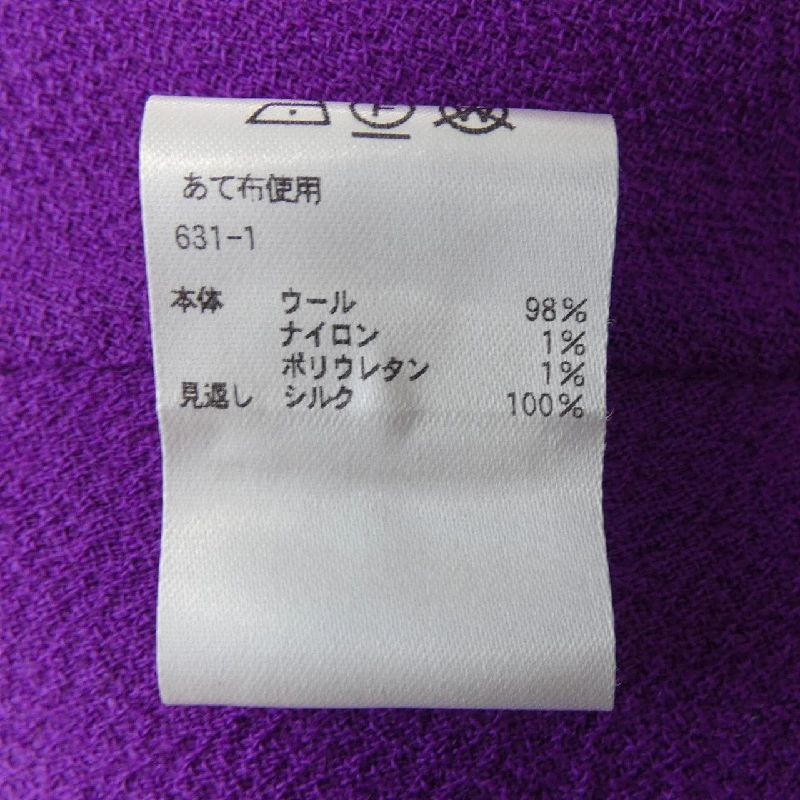 F W
あて布使用
631-1
本体 ウール 98%
ナイロン 1%
ポリウレタン 1%
見返し シルク 100%